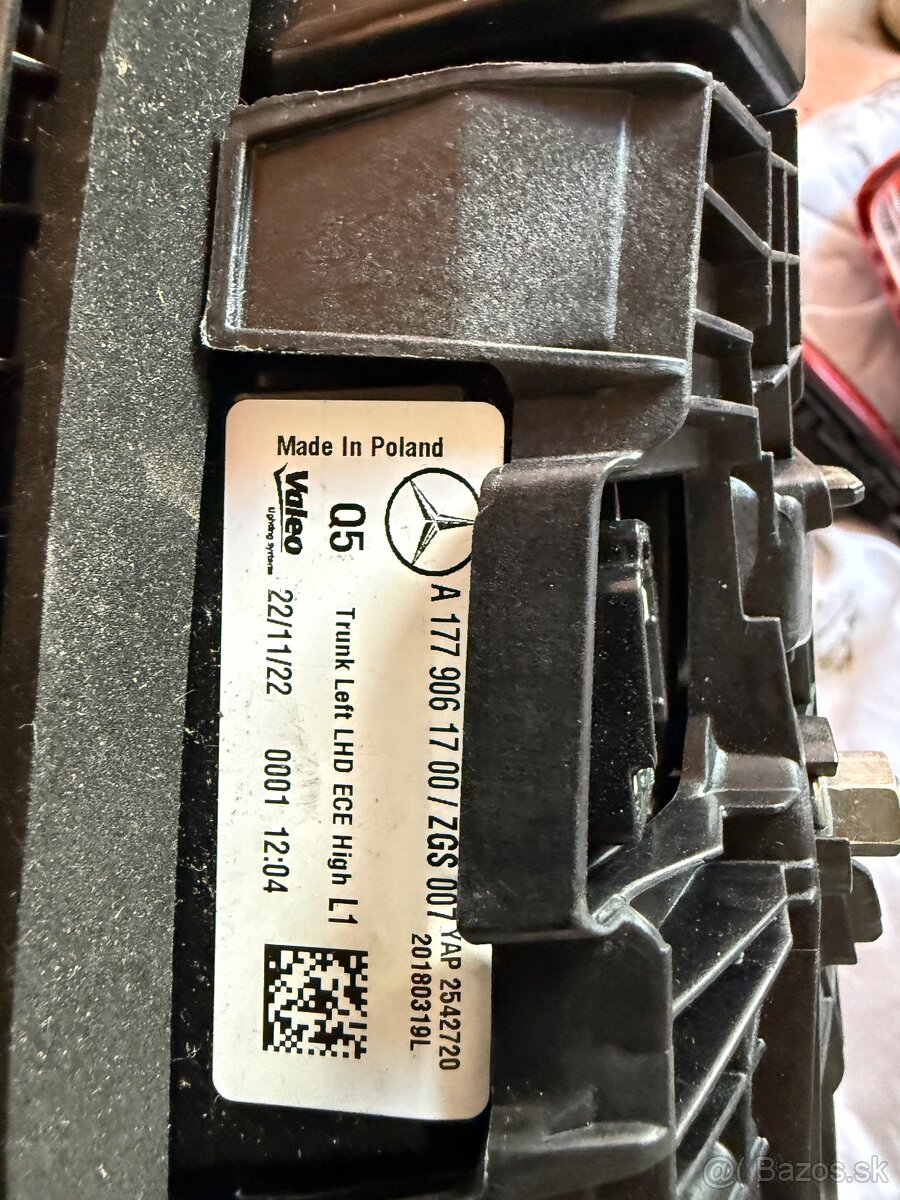 Made In Poland
Valeo
Lighting Systems
Q5
A 177 906 17 00 / ZGS 007
YAP 2542720
20180319L
Trunk Left LHD ECE High L1
22/11/22 0001 12:04
@( Bazos.sk